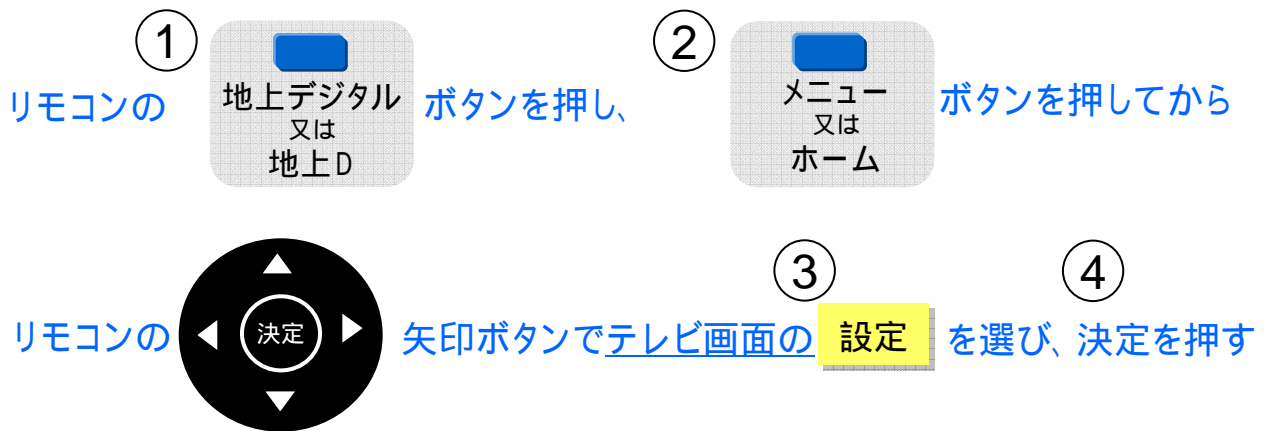 ① ②
リモコンの 地上デジタル 又は 地上D ボタンを押し、 メニュー 又は ホーム ボタンを押してから
③ ④
リモコンの 決定 矢印ボタンでテレビ画面の 設定 を選び、決定を押す